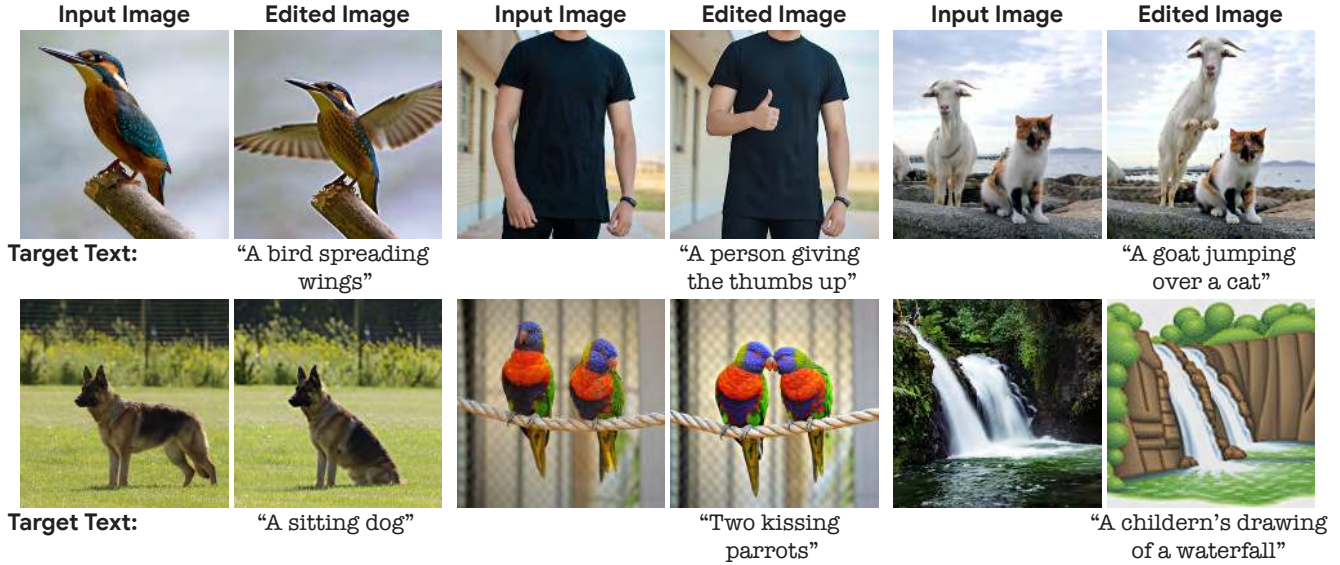 Input Image Edited Image Input Image Edited Image Input Image Edited Image
Target Text: “A bird spreading “A person giving “A goat jumping
wings” the thumbs up” over a cat”
Target Text: “A sitting dog” “Two kissing “A childern’s drawing
parrots” of a waterfall”